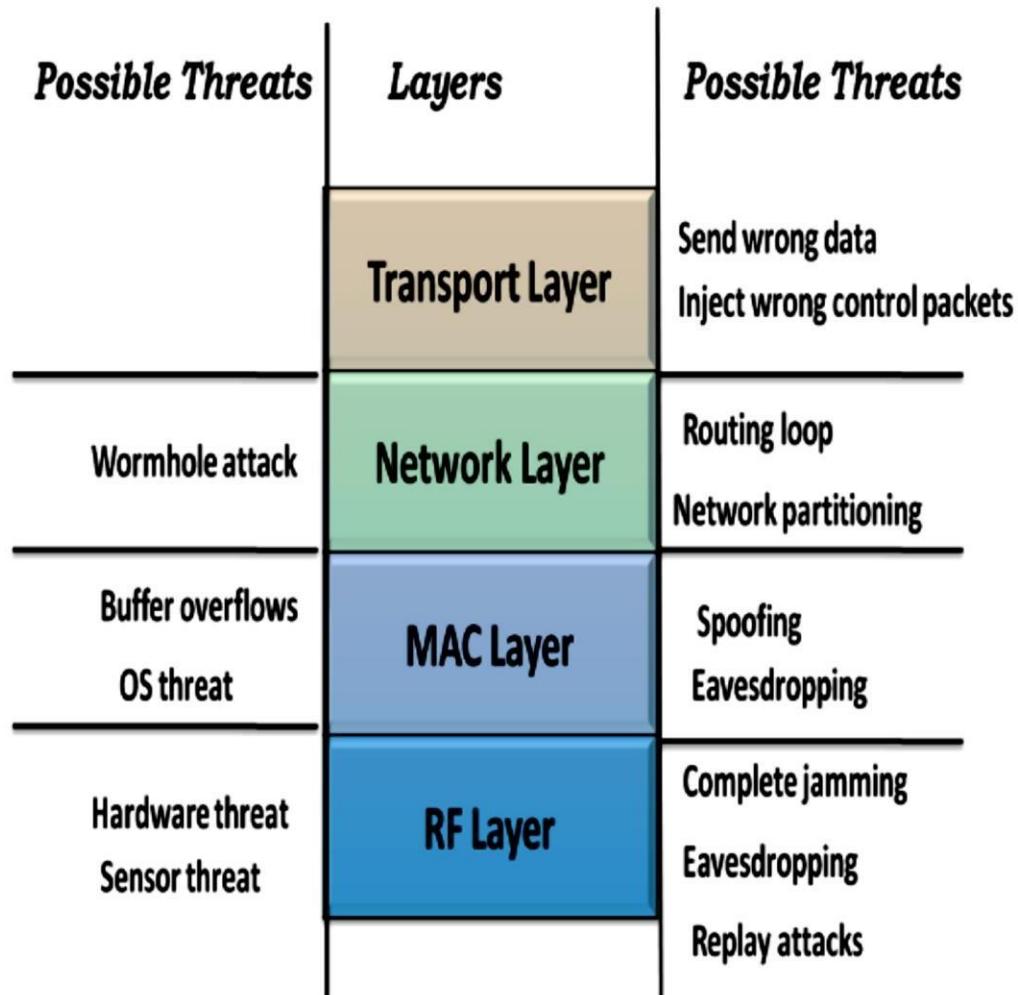 Possible Threats
Layers
Possible Threats
Transport Layer
Send wrong data
Inject wrong control packets
Wormhole attack
Network Layer
Routing loop
Network partitioning
Buffer overflows
OS threat
MAC Layer
Spoofing
Eavesdropping
Hardware threat
Sensor threat
RF Layer
Complete jamming
Eavesdropping
Replay attacks